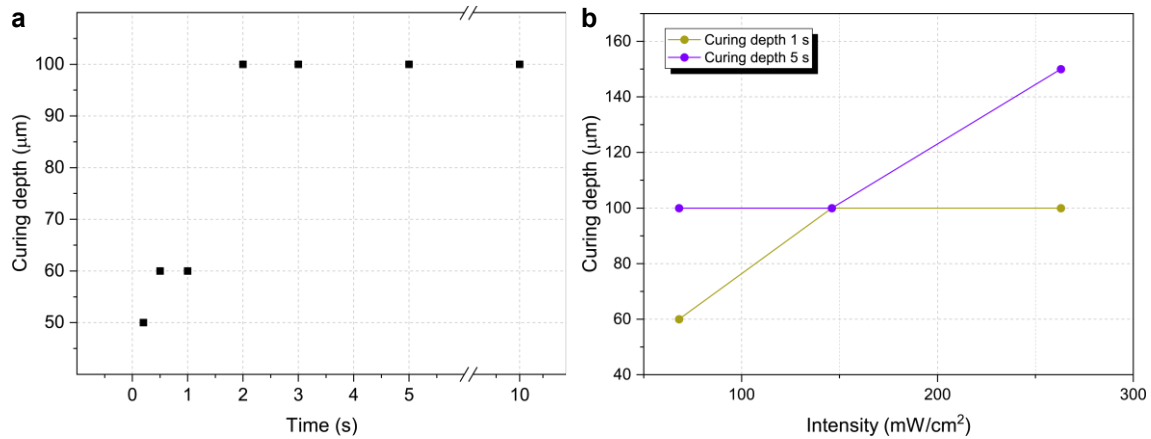 a
Curing depth (μm)
100
90
80
70
60
50
0 1 2 3 4 5 10
Time (s)
b
Curing depth 1 s
Curing depth 5 s
Curing depth (μm)
160
140
120
100
80
60
40
100 200 300
Intensity (mW/cm²)